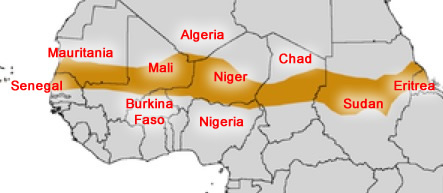 Algeria
Mauritania
Chad
Mali
Niger
Senegal
Eritrea
Burkina
Faso
Sudan
Nigeria